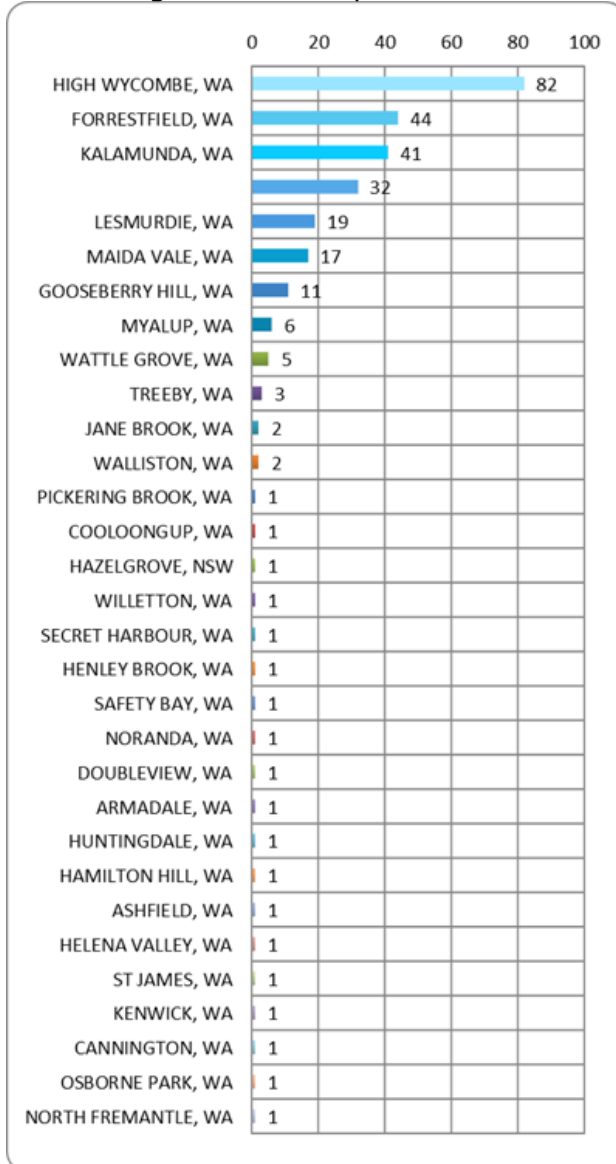 0 20 40 60 80 100
HIGH WYCOMBE, WA 82
FORRESTFIELD, WA 44
KALAMUNDA, WA 41
32
LESMURDIE, WA 19
MAIDA VALE, WA 17
GOOSEBERRY HILL, WA 11
MYALUP, WA 6
WATTLE GROVE, WA 5
TREEBY, WA 3
JANE BROOK, WA 2
WALLISTON, WA 2
PICKERING BROOK, WA 1
COOLOONGUP, WA 1
HAZELGROVE, NSW 1
WILLETTON, WA 1
SECRET HARBOUR, WA 1
HENLEY BROOK, WA 1
SAFETY BAY, WA 1
NORANDA, WA 1
DOUBLEVIEW, WA 1
ARMADALE, WA 1
HUNTINGDALE, WA 1
HAMILTON HILL, WA 1
ASHFIELD, WA 1
HELENA VALLEY, WA 1
ST JAMES, WA 1
KENWICK, WA 1
CANNINGTON, WA 1
OSBORNE PARK, WA 1
NORTH FREMANTLE, WA 1